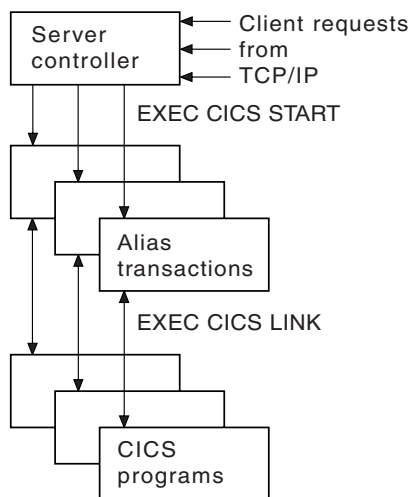 Server
controller
Client requests
from
TCP/IP
EXEC CICS START
Alias
transactions
EXEC CICS LINK
CICS
programs